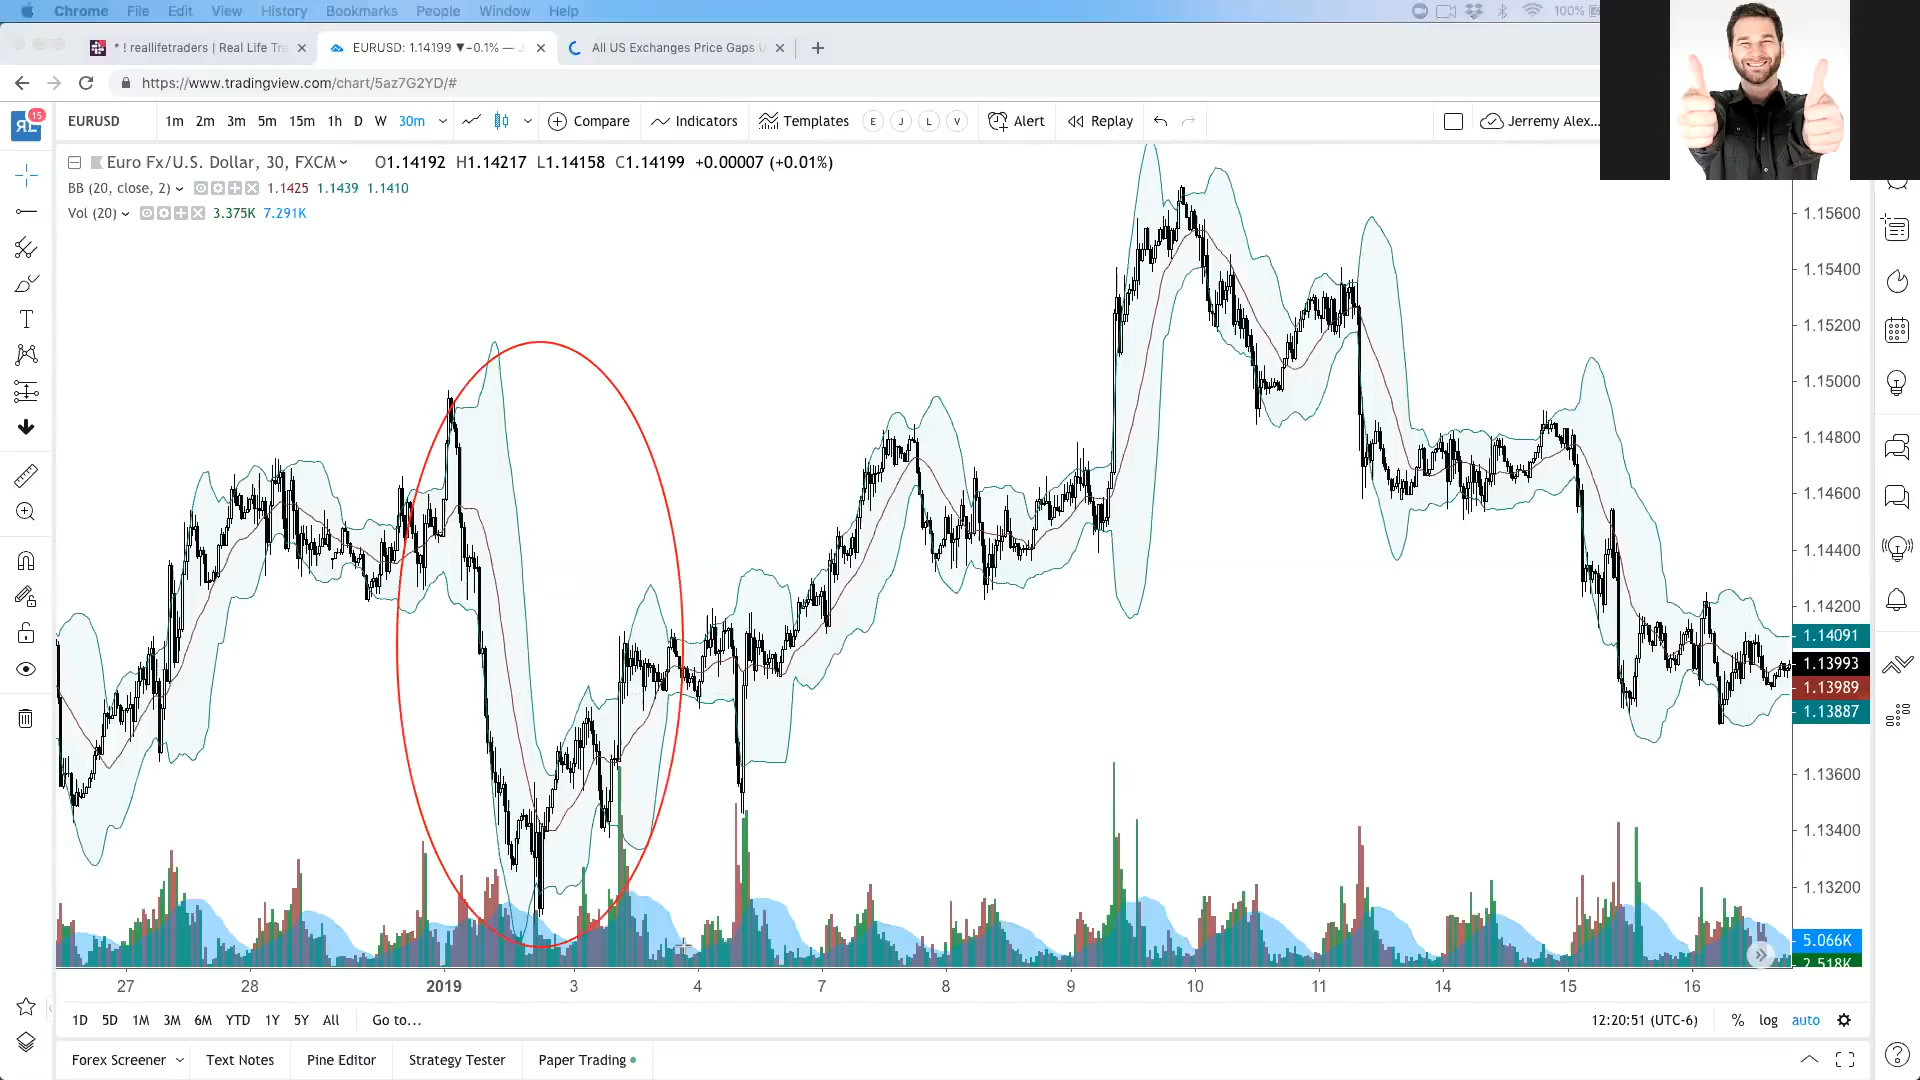 Chrome File Edit View History Bookmarks People Window Help 100%
* ! reallifetraders | Real Life Tra
EURUSD: 1.14199 ▼−0.1% —
All US Exchanges Price Gaps U
https://www.tradingview.com/chart/5az7G2YD/#
15
EURUSD 1m 2m 3m 5m 15m 1h D W 30m Compare Indicators Templates E J L V Alert Replay Jerremy Alex...
Euro Fx/U.S. Dollar, 30, FXCM O1.14192 H1.14217 L1.14158 C1.14199 +0.00007 (+0.01%)
BB (20, close, 2) 1.1425 1.1439 1.1410
Vol (20) 3.375K 7.291K
1.15600
1.15400
1.15200
1.15000
1.14800
1.14600
1.14400
1.14200
1.14091
1.13993
1.13989
1.13887
1.13600
1.13400
1.13200
5.066K
2.518K
27 28 2019 3 4 7 8 9 10 11 14 15 16
1D 5D 1M 3M 6M YTD 1Y 5Y All Go to... 12:20:51 (UTC-6) % log auto
Forex Screener Text Notes Pine Editor Strategy Tester Paper Trading